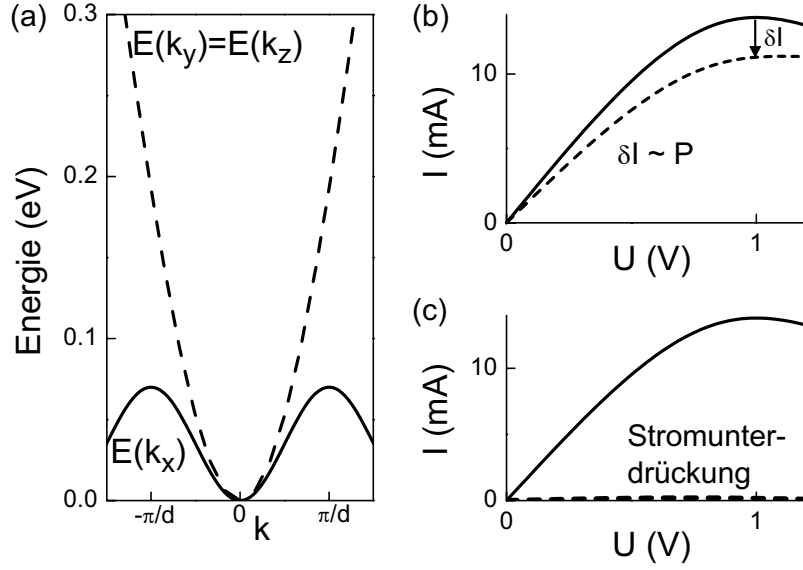 (a)
0.3
E(k_y)=E(k_z)
0.2
Energie (eV)
0.1
E(k_x)
0.0
-π/d
0
π/d
k
(b)
δI
10
I (mA)
δI ~ P
0
0
1
U (V)
(c)
10
I (mA)
Stromunter-
drückung
0
0
1
U (V)